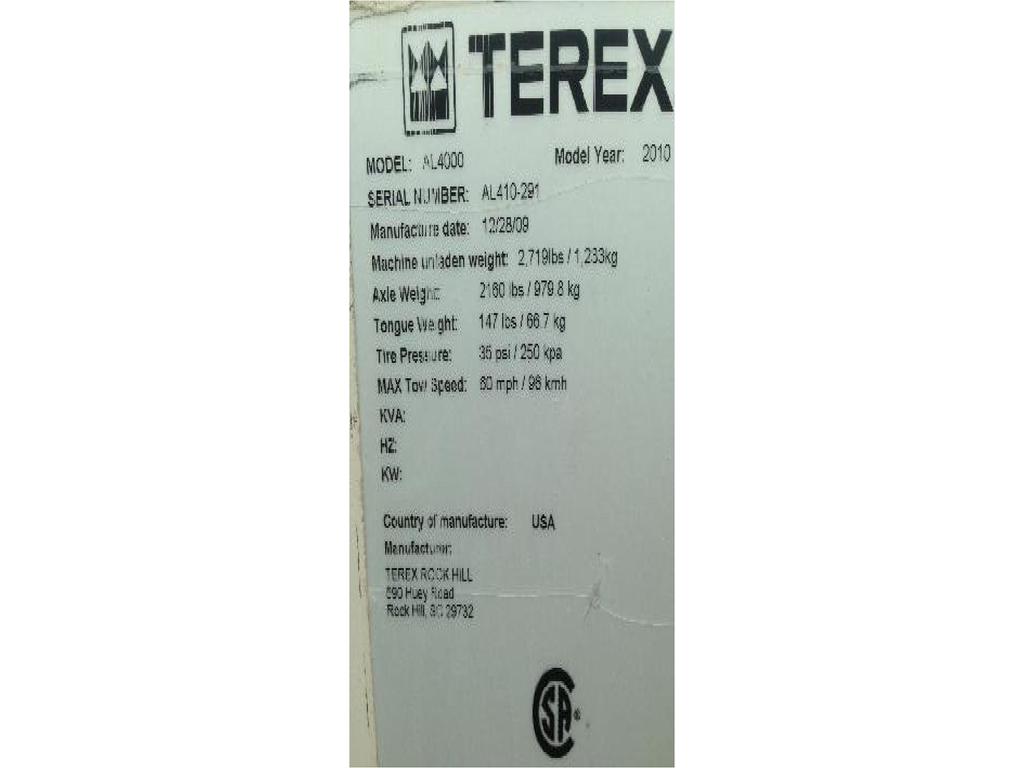 TEREX
MODEL: AL4000 Model Year: 2010
SERIAL NUMBER: AL410-291
Manufacture date: 12/28/09
Machine unladen weight: 2,719lbs / 1,233kg
Axle Weight: 2160 lbs / 979.8 kg
Tongue Weight: 147 lbs / 66.7 kg
Tire Pressure: 35 psi / 250 kpa
MAX Tow Speed: 60 mph / 96 kmh
KVA:
HZ:
KW:
Country of manufacture: USA
Manufacturer:
TEREX ROCK HILL
590 Huey Road
Rock Hill, SC 29732
CSA ®